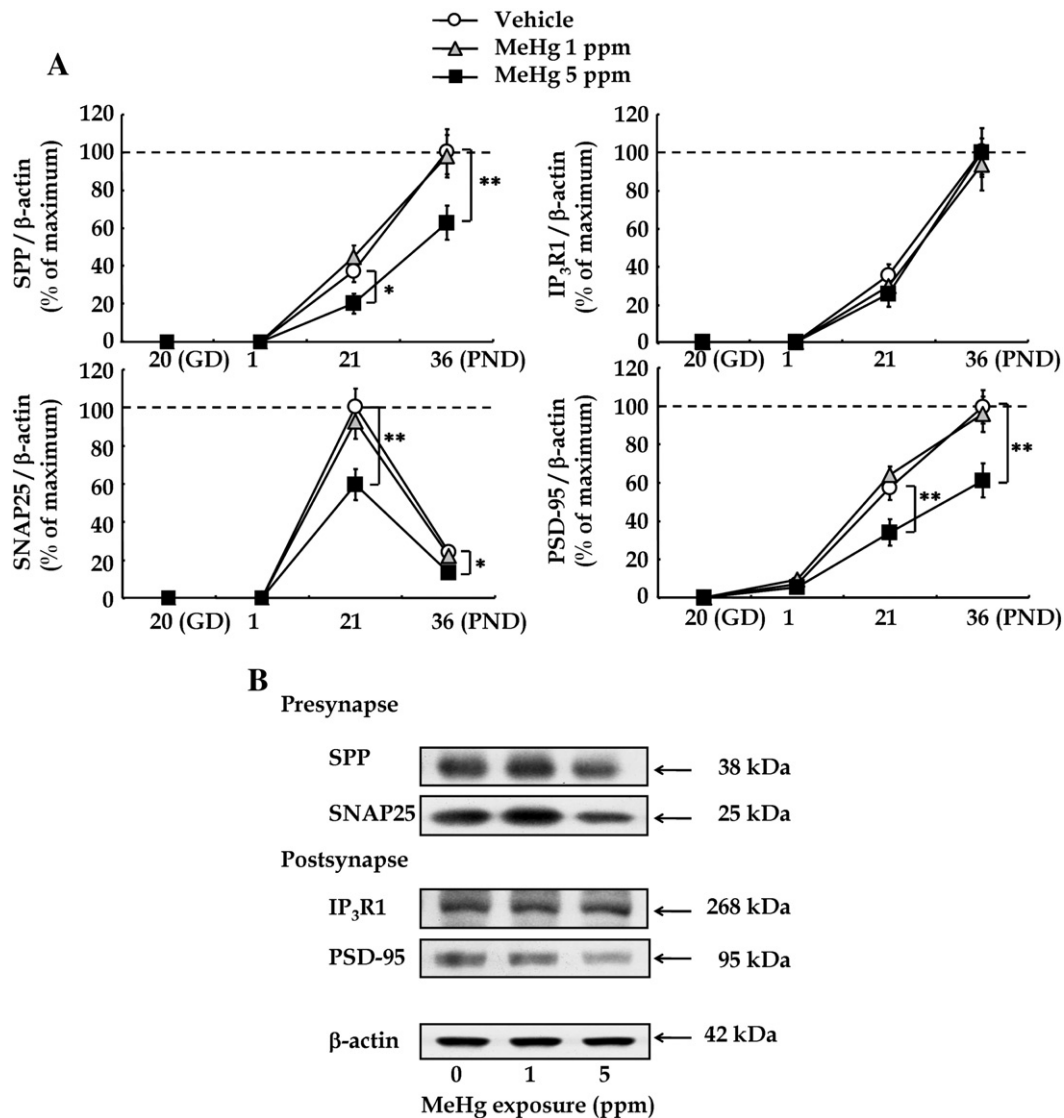 Vehicle
MeHg 1 ppm
MeHg 5 ppm
A
SPP / β-actin
(% of maximum)
120
100
80
60
40
20
0
**
*
20 (GD) 1 21 36 (PND)
IP₃R1 / β-actin
(% of maximum)
120
100
80
60
40
20
0
20 (GD) 1 21 36 (PND)
SNAP25 / β-actin
(% of maximum)
120
100
80
60
40
20
0
**
*
20 (GD) 1 21 36 (PND)
PSD-95 / β-actin
(% of maximum)
120
100
80
60
40
20
0
**
**
20 (GD) 1 21 36 (PND)
B
Presynapse
SPP 38 kDa
SNAP25 25 kDa
Postsynapse
IP₃R1 268 kDa
PSD-95 95 kDa
β-actin 42 kDa
0 1 5
MeHg exposure (ppm)